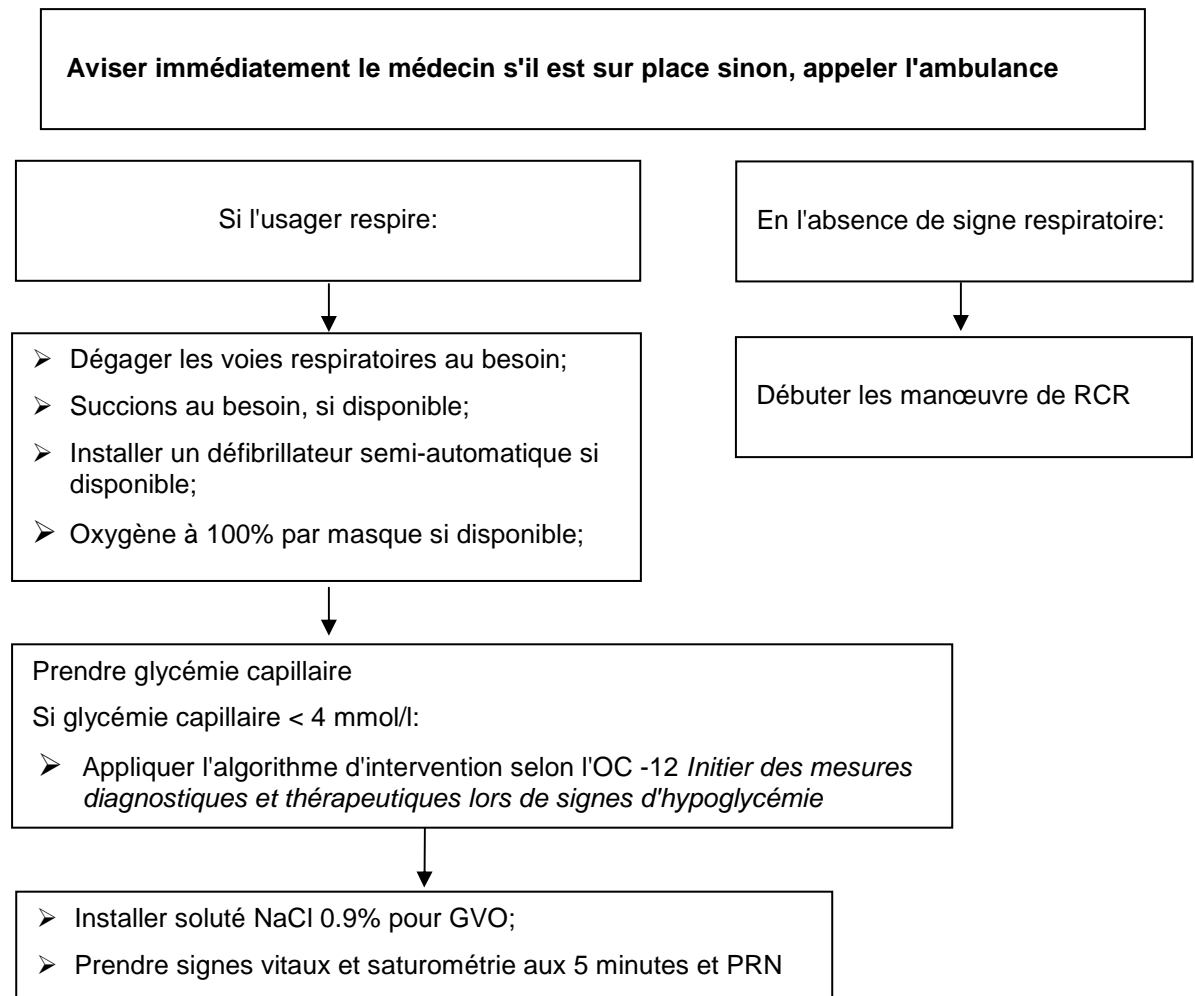 Aviser immédiatement le médecin s'il est sur place sinon, appeler l'ambulance
Si l'usager respire:
En l'absence de signe respiratoire:
➢ Dégager les voies respiratoires au besoin;
➢ Succions au besoin, si disponible;
➢ Installer un défibrillateur semi-automatique si
disponible;
➢ Oxygène à 100% par masque si disponible;
Débuter les manœuvre de RCR
Prendre glycémie capillaire
Si glycémie capillaire < 4 mmol/l:
➢ Appliquer l'algorithme d'intervention selon l'OC -12 Initier des mesures
diagnostiques et thérapeutiques lors de signes d'hypoglycémie
➢ Installer soluté NaCl 0.9% pour GVO;
➢ Prendre signes vitaux et saturométrie aux 5 minutes et PRN